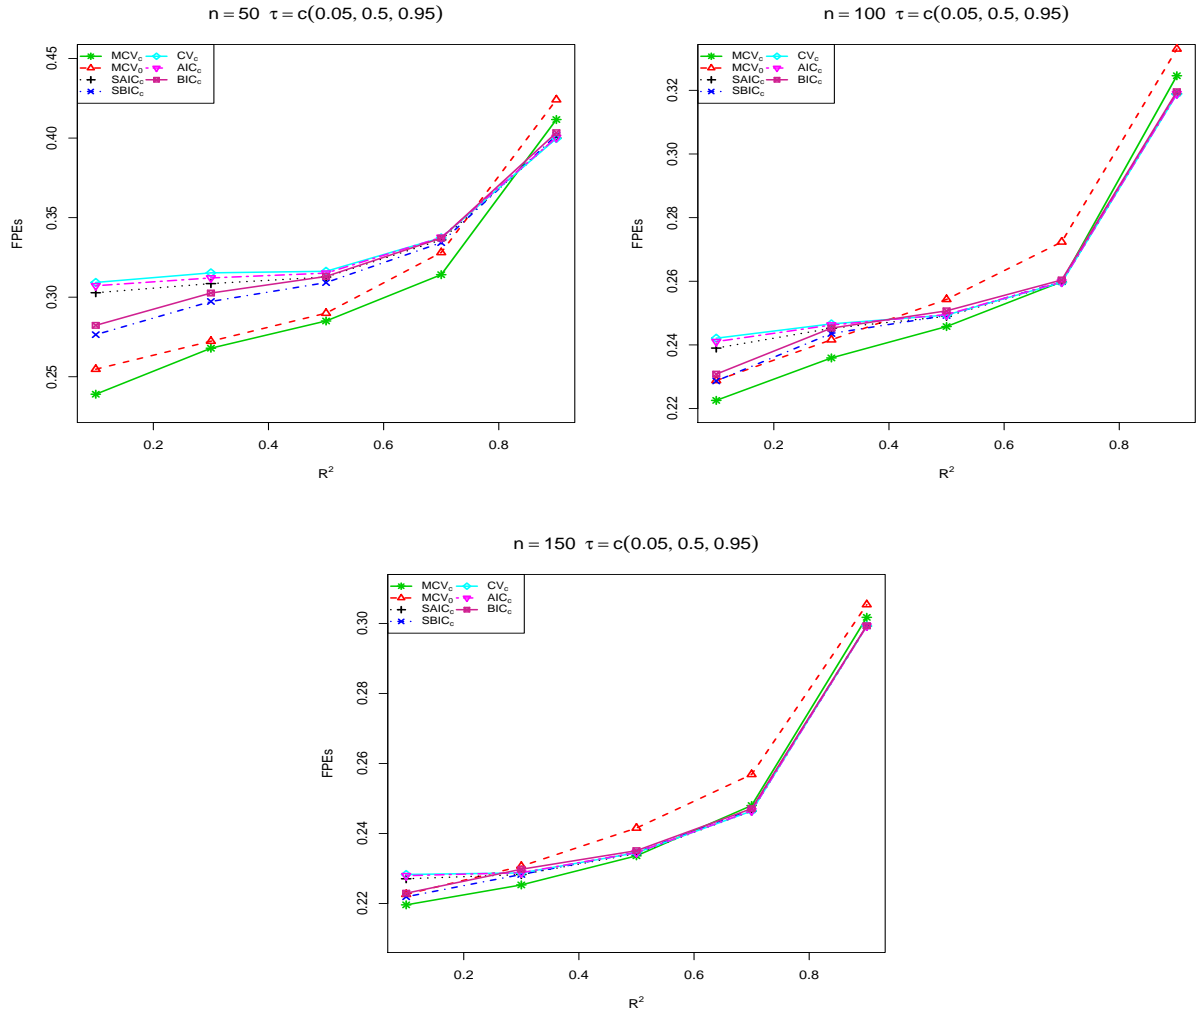 n = 50 τ = c(0.05, 0.5, 0.95)
MCV_c CV_c
MCV_0 AIC_c
SAIC_c BIC_c
SBIC_c
FPEs
0.45
0.40
0.35
0.30
0.25
0.2 0.4 0.6 0.8
R²
n = 100 τ = c(0.05, 0.5, 0.95)
MCV_c CV_c
MCV_0 AIC_c
SAIC_c BIC_c
SBIC_c
FPEs
0.32
0.30
0.28
0.26
0.24
0.22
0.2 0.4 0.6 0.8
R²
n = 150 τ = c(0.05, 0.5, 0.95)
MCV_c CV_c
MCV_0 AIC_c
SAIC_c BIC_c
SBIC_c
FPEs
0.30
0.28
0.26
0.24
0.22
0.2 0.4 0.6 0.8
R²